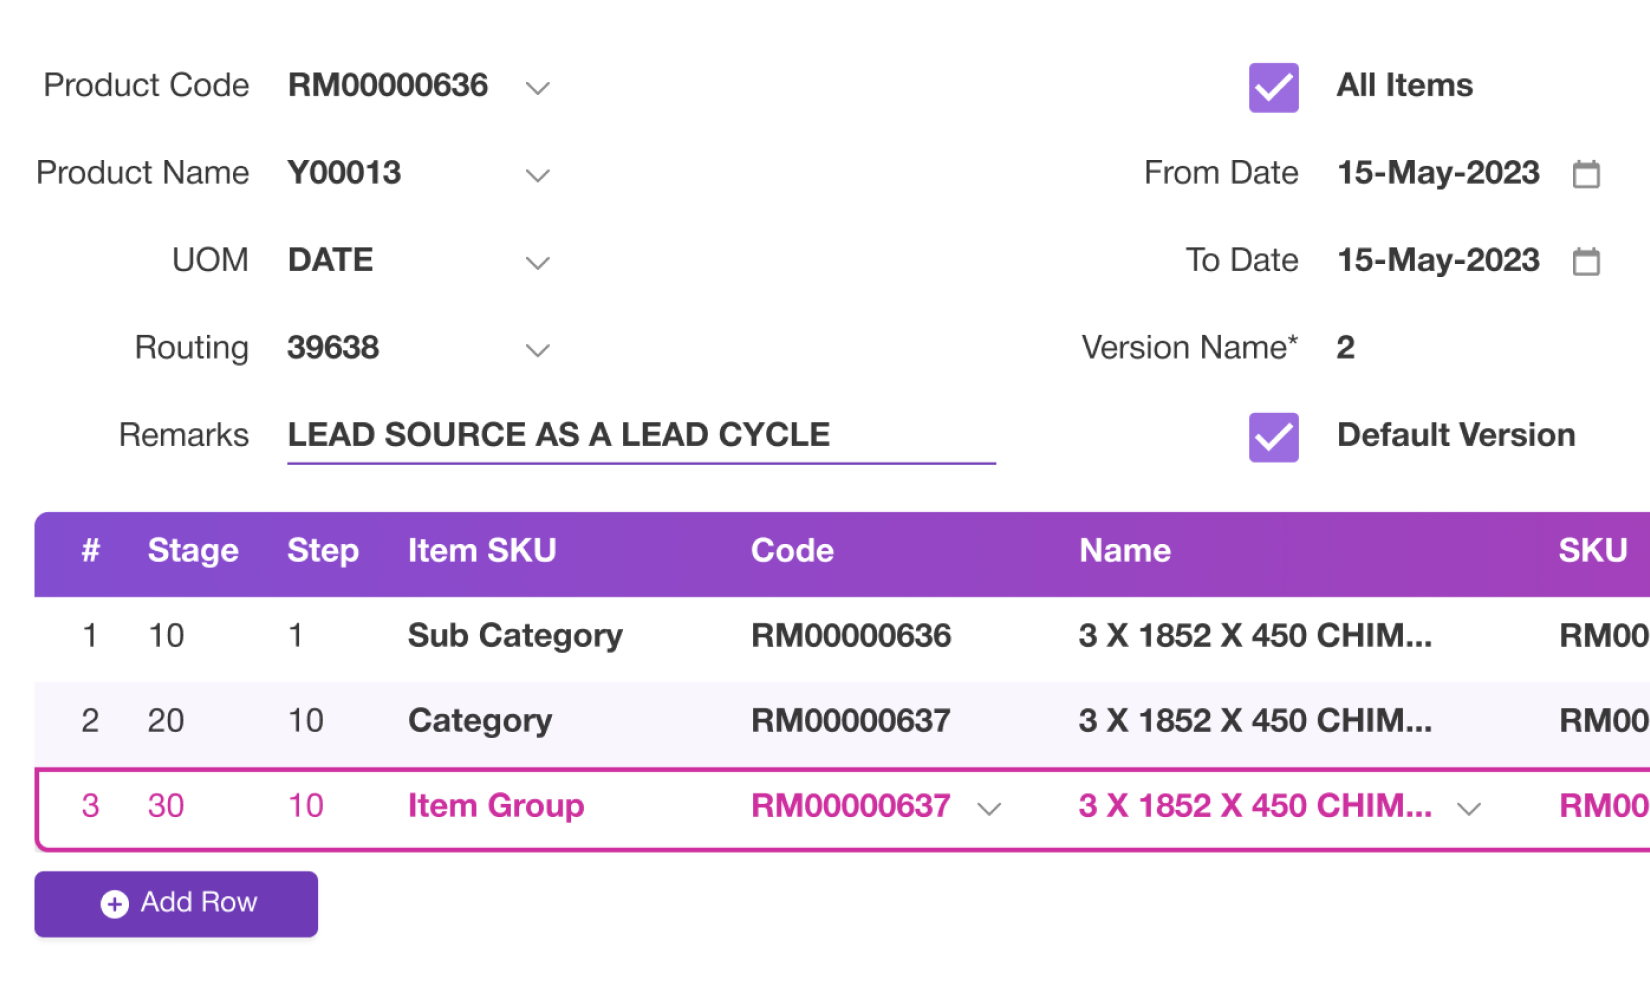 Product Code RM00000636 All Items
Product Name Y00013 From Date 15-May-2023
UOM DATE To Date 15-May-2023
Routing 39638 Version Name* 2
Remarks LEAD SOURCE AS A LEAD CYCLE Default Version
# Stage Step Item SKU Code Name SKU
1 10 1 Sub Category RM00000636 3 X 1852 X 450 CHIM... RM00
2 20 10 Category RM00000637 3 X 1852 X 450 CHIM... RM00
3 30 10 Item Group RM00000637 3 X 1852 X 450 CHIM... RM00
Add Row